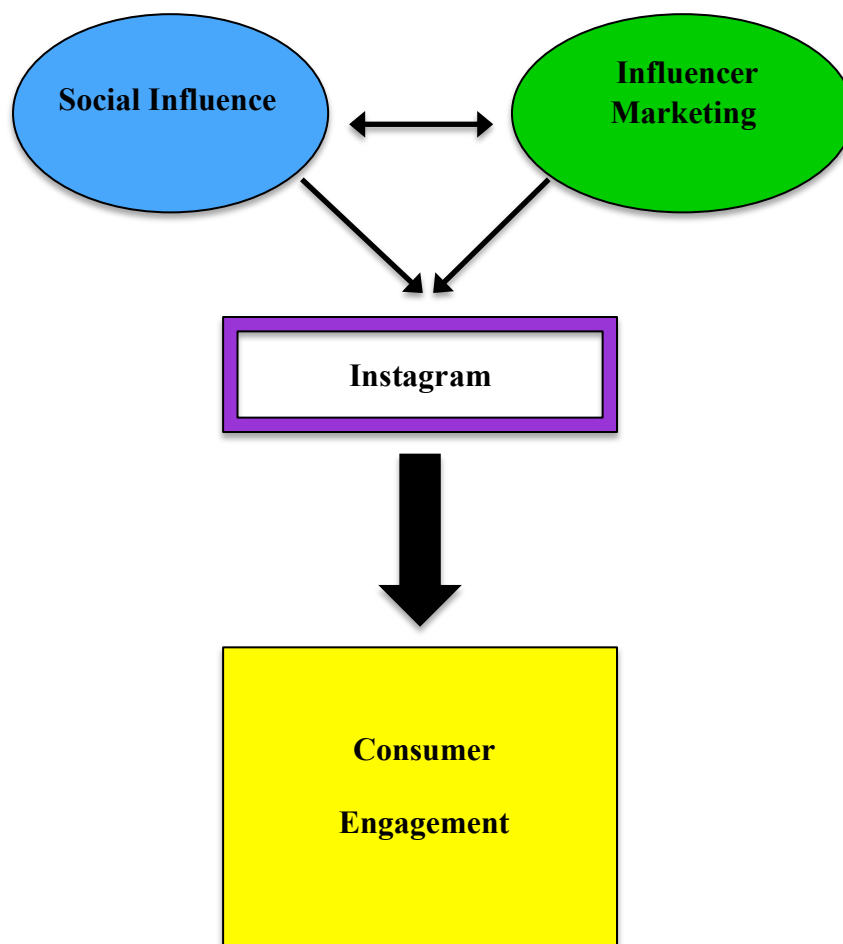 Social Influence
Influencer
Marketing
Instagram
Consumer
Engagement